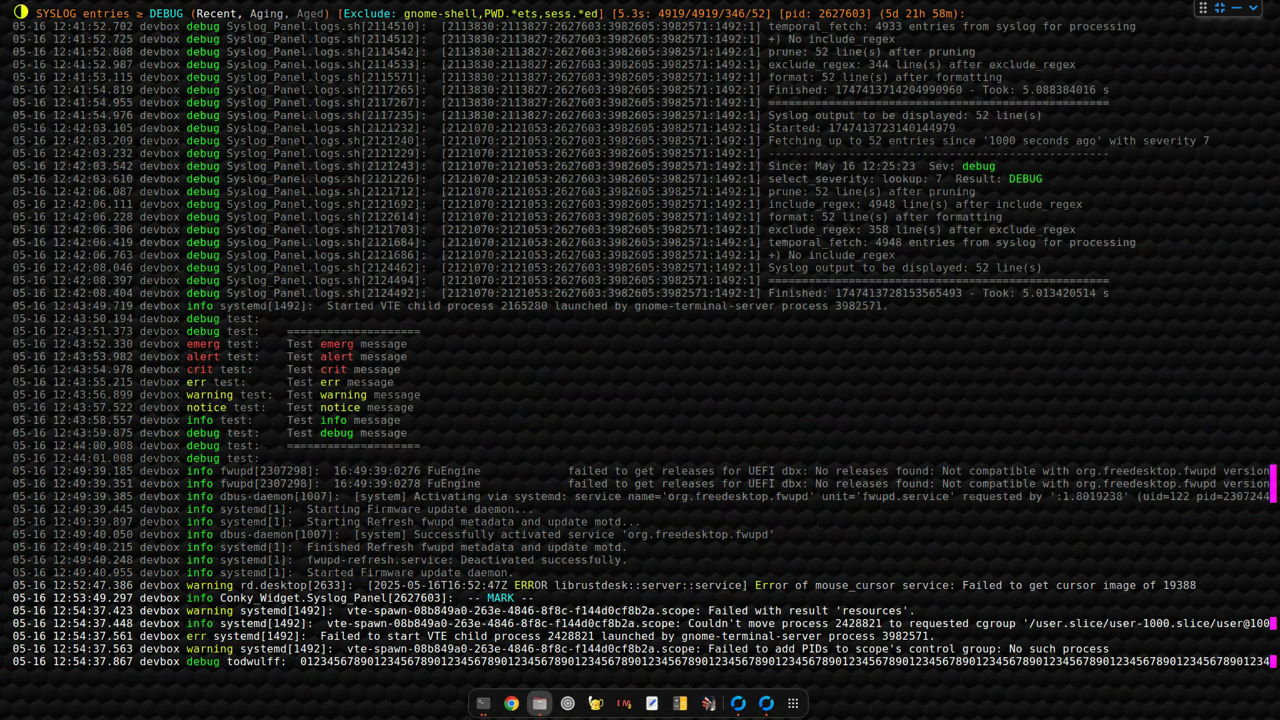 SYSLOG entries ≥ DEBUG (Recent, Aging, Aged) [Exclude: gnome-shell,PWD.*ets,sess.*ed] [5.3s: 4919/4919/346/52] [pid: 2627603] (5d 21h 58m):
05-16 12:41:52.702 devbox debug Syslog_Panel.logs.sh[2114510]:  [2113830:2113827:2627603:3982605:3982571:1492:1] temporal_fetch: 4933 entries from syslog for processing
05-16 12:41:52.725 devbox debug Syslog_Panel.logs.sh[2114512]:  [2113830:2113827:2627603:3982605:3982571:1492:1] +) No include regex
05-16 12:41:52.808 devbox debug Syslog_Panel.logs.sh[2114542]:  [2113830:2113827:2627603:3982605:3982571:1492:1] prune: 52 line(s) after pruning
05-16 12:41:52.987 devbox debug Syslog_Panel.logs.sh[2114533]:  [2113830:2113827:2627603:3982605:3982571:1492:1] exclude_regex: 344 line(s) after exclude_regex
05-16 12:41:53.115 devbox debug Syslog_Panel.logs.sh[2115571]:  [2113830:2113827:2627603:3982605:3982571:1492:1] format: 52 line(s) after formatting
05-16 12:41:54.819 devbox debug Syslog_Panel.logs.sh[2117265]:  [2113830:2113827:2627603:3982605:3982571:1492:1] Finished: 1747413714204990960 - Took: 5.088384016 s
05-16 12:41:54.955 devbox debug Syslog_Panel.logs.sh[2117267]:  [2113830:2113827:2627603:3982605:3982571:1492:1] ===================================================
05-16 12:41:54.976 devbox debug Syslog_Panel.logs.sh[2117235]:  [2113830:2113827:2627603:3982605:3982571:1492:1] Syslog output to be displayed: 52 line(s)
05-16 12:42:03.105 devbox debug Syslog_Panel.logs.sh[2121232]:  [2121070:2121053:2627603:3982605:3982571:1492:1] Started: 1747413723140144979
05-16 12:42:03.209 devbox debug Syslog_Panel.logs.sh[2121240]:  [2121070:2121053:2627603:3982605:3982571:1492:1] Fetching up to 52 entries since '1000 seconds ago' with severity 7
05-16 12:42:03.232 devbox debug Syslog_Panel.logs.sh[2121229]:  [2121070:2121053:2627603:3982605:3982571:1492:1] ---------------------------------------------------
05-16 12:42:03.542 devbox debug Syslog_Panel.logs.sh[2121243]:  [2121070:2121053:2627603:3982605:3982571:1492:1] Since: May 16 12:25:23  Sev: debug
05-16 12:42:03.610 devbox debug Syslog_Panel.logs.sh[2121226]:  [2121070:2121053:2627603:3982605:3982571:1492:1] select_severity: lookup: 7  Result: DEBUG
05-16 12:42:06.087 devbox debug Syslog_Panel.logs.sh[2121712]:  [2121070:2121053:2627603:3982605:3982571:1492:1] prune: 52 line(s) after pruning
05-16 12:42:06.111 devbox debug Syslog_Panel.logs.sh[2121692]:  [2121070:2121053:2627603:3982605:3982571:1492:1] include_regex: 4948 line(s) after include_regex
05-16 12:42:06.228 devbox debug Syslog_Panel.logs.sh[2122614]:  [2121070:2121053:2627603:3982605:3982571:1492:1] format: 52 line(s) after formatting
05-16 12:42:06.306 devbox debug Syslog_Panel.logs.sh[2121703]:  [2121070:2121053:2627603:3982605:3982571:1492:1] exclude_regex: 358 line(s) after exclude_regex
05-16 12:42:06.419 devbox debug Syslog_Panel.logs.sh[2121684]:  [2121070:2121053:2627603:3982605:3982571:1492:1] temporal_fetch: 4948 entries from syslog for processing
05-16 12:42:06.763 devbox debug Syslog_Panel.logs.sh[2121686]:  [2121070:2121053:2627603:3982605:3982571:1492:1] +) No include_regex
05-16 12:42:08.046 devbox debug Syslog_Panel.logs.sh[2124462]:  [2121070:2121053:2627603:3982605:3982571:1492:1] Syslog output to be displayed: 52 line(s)
05-16 12:42:08.397 devbox debug Syslog_Panel.logs.sh[2124494]:  [2121070:2121053:2627603:3982605:3982571:1492:1] ===================================================
05-16 12:42:08.404 devbox debug Syslog_Panel.logs.sh[2124492]:  [2121070:2121053:2627603:3982605:3982571:1492:1] Finished: 1747413728153565493 - Took: 5.013420514 s
05-16 12:43:49.719 devbox info systemd[1492]:  Started VTE child process 2165280 launched by gnome-terminal-server process 3982571.
05-16 12:43:50.194 devbox debug test:
05-16 12:43:51.373 devbox debug test:    ====================
05-16 12:43:52.330 devbox emerg test:    Test emerg message
05-16 12:43:53.982 devbox alert test:    Test alert message
05-16 12:43:54.978 devbox crit test:    Test crit message
05-16 12:43:55.215 devbox err test:    Test err message
05-16 12:43:56.899 devbox warning test:    Test warning message
05-16 12:43:57.522 devbox notice test:    Test notice message
05-16 12:43:58.557 devbox info test:    Test info message
05-16 12:43:59.875 devbox debug test:    Test debug message
05-16 12:44:00.908 devbox debug test:    ====================
05-16 12:44:01.008 devbox debug test:
05-16 12:49:39.185 devbox info fwupd[2307298]:  16:49:39:0276 FuEngine             failed to get releases for UEFI dbx: No releases found: Not compatible with org.freedesktop.fwupd version
05-16 12:49:39.351 devbox info fwupd[2307298]:  16:49:39:0278 FuEngine             failed to get releases for UEFI dbx: No releases found: Not compatible with org.freedesktop.fwupd version
05-16 12:49:39.385 devbox info dbus-daemon[1007]:  [system] Activating via systemd: service name='org.freedesktop.fwupd' unit='fwupd.service' requested by ':1.8019238' (uid=122 pid=2307244
05-16 12:49:39.445 devbox info systemd[1]:  Starting Firmware update daemon...
05-16 12:49:39.897 devbox info systemd[1]:  Starting Refresh fwupd metadata and update motd...
05-16 12:49:40.050 devbox info dbus-daemon[1007]:  [system] Successfully activated service 'org.freedesktop.fwupd'
05-16 12:49:40.215 devbox info systemd[1]:  Finished Refresh fwupd metadata and update motd.
05-16 12:49:40.248 devbox info systemd[1]:  fwupd-refresh.service: Deactivated successfully.
05-16 12:49:40.955 devbox info systemd[1]:  Started Firmware update daemon.
05-16 12:52:47.386 devbox warning rd.desktop[2633]:  [2025-05-16T16:52:47Z ERROR librustdesk::server::service] Error of mouse_cursor service: Failed to get cursor image of 19388
05-16 12:53:49.297 devbox info Conky_Widget.Syslog_Panel[2627603]:  -- MARK --
05-16 12:54:37.423 devbox warning systemd[1492]:  vte-spawn-08b849a0-263e-4846-8f8c-f144d0cf8b2a.scope: Failed with result 'resources'.
05-16 12:54:37.448 devbox info systemd[1492]:  vte-spawn-08b849a0-263e-4846-8f8c-f144d0cf8b2a.scope: Couldn't move process 2428821 to requested cgroup '/user.slice/user-1000.slice/user@100
05-16 12:54:37.561 devbox err systemd[1492]:  Failed to start VTE child process 2428821 launched by gnome-terminal-server process 3982571.
05-16 12:54:37.563 devbox warning systemd[1492]:  vte-spawn-08b849a0-263e-4846-8f8c-f144d0cf8b2a.scope: Failed to add PIDs to scope's control group: No such process
05-16 12:54:37.867 devbox debug todwulff:  0123456789012345678901234567890123456789012345678901234567890123456789012345678901234567890123456789012345678901234567890123456789012345678901234